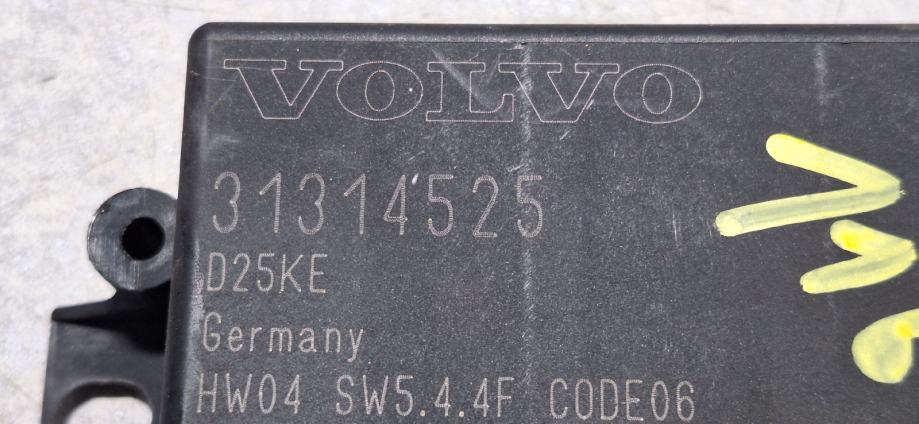 VOLVO
31314525
D25KE
Germany
HW04 SW5.4.4F CODE06